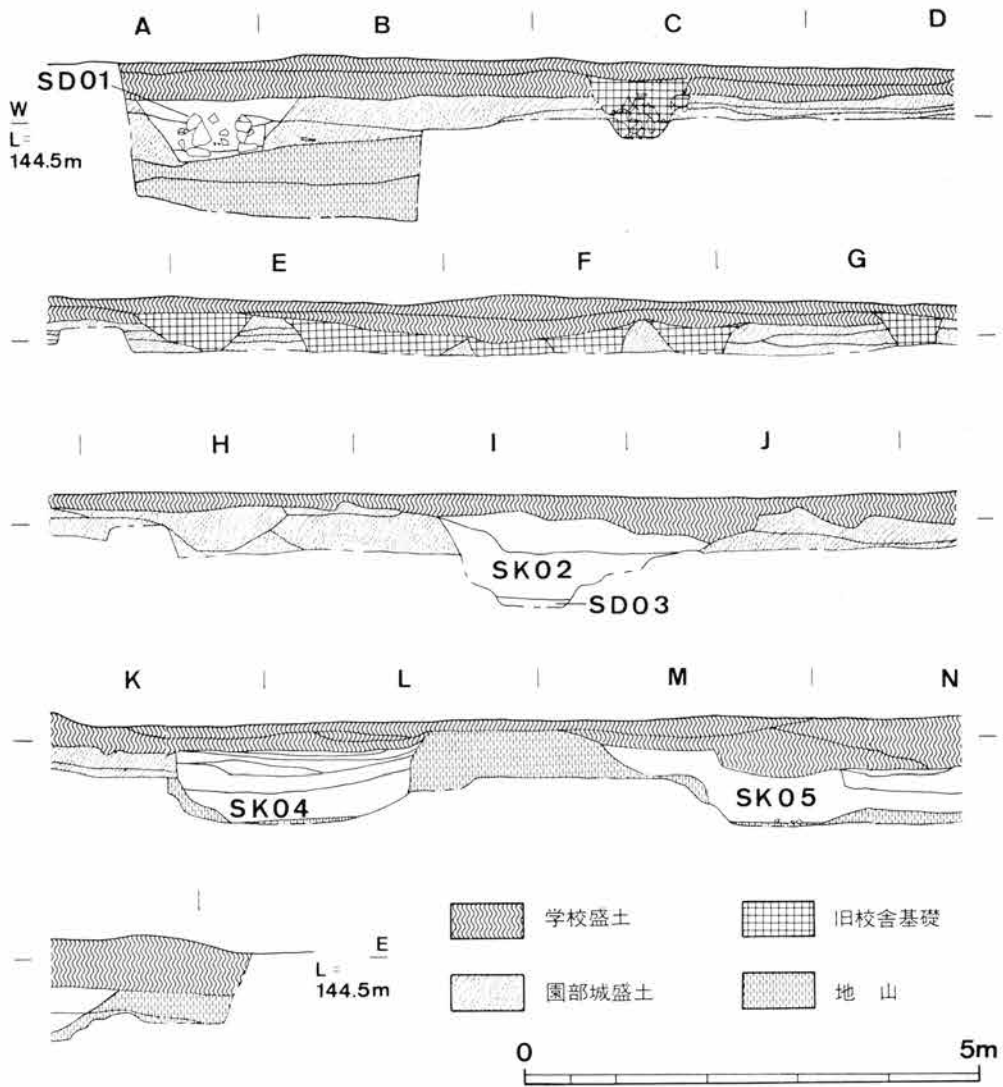 A B C D
SD01
W
L=
144.5m
E F G
H I J
SK02
SD03
K L M N
SK04 SK05
学校盛土 旧校舎基礎
E
L=
144.5m
園部城盛土 地 山
0 5m